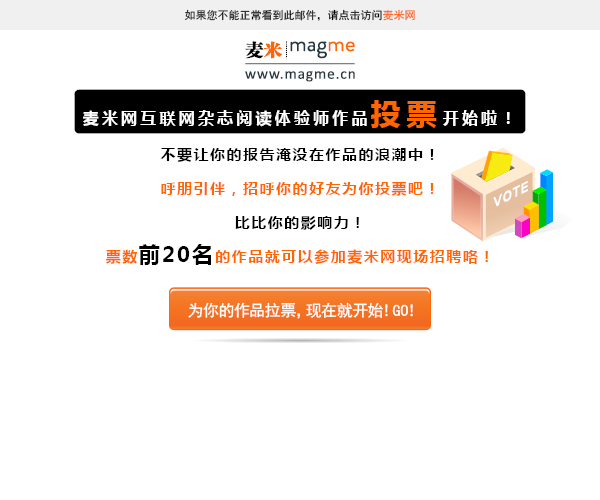 如果您不能正常看到此邮件，请点击访问麦米网
麦米 magme
www.magme.cn
麦米网互联网杂志阅读体验师作品投票开始啦！
不要让你的报告淹没在作品的浪潮中！
呼朋引伴，招呼你的好友为你投票吧！
VOTE
比比你的影响力！
票数前20名的作品就可以参加麦米网现场招聘咯！
为你的作品拉票，现在就开始！GO！